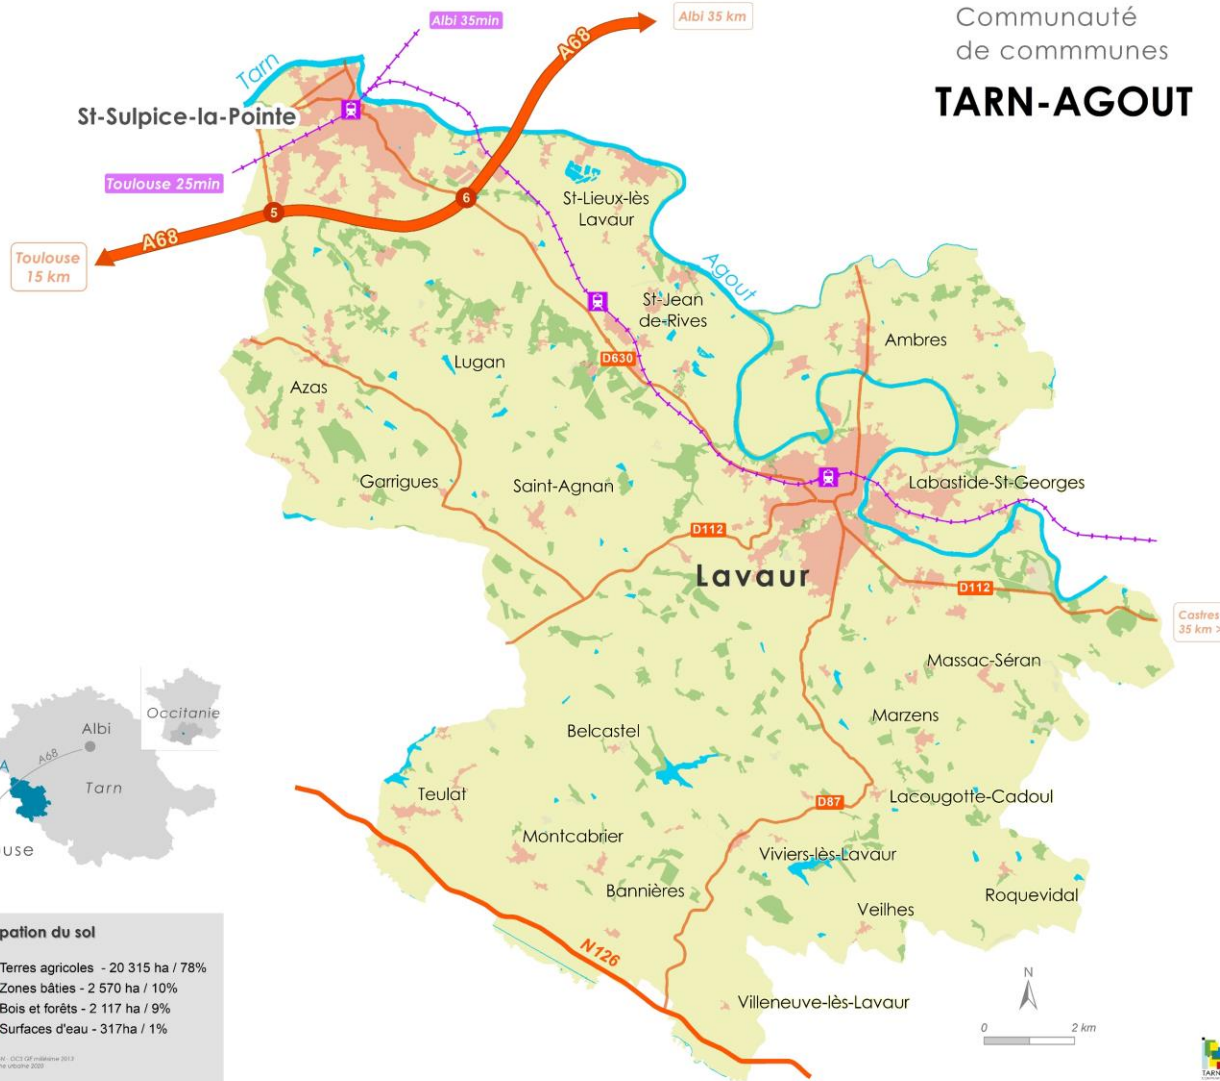 Communauté
de commmunes
TARN-AGOUT
Albi 35min
Albi 35 km
A68
Tarn
St-Sulpice-la-Pointe
Toulouse 25min
6
St-Lieux-lès
Lavaur
5
A68
Toulouse
15 km
Agout
St-Jean
de-Rives
Ambres
D630
Lugan
Azas
Garrigues
Saint-Agnan
Labastide-St-Georges
D112
Lavaur
D112
Castres
35 km >
Massac-Séran
Occitanie
Marzens
Albi
Belcastel
A68
A
Tarn
Teulat
D87
Lacougotte-Cadoul
Montcabrier
use
Viviers-lès-Lavaur
Bannières
Roquevidal
Veilhes
pation du sol
N126
Terres agricoles - 20 315 ha / 78%
Zones bâties - 2 570 ha / 10%
Bois et forêts - 2 117 ha / 9%
Surfaces d'eau - 317ha / 1%
N
Villeneuve-lès-Lavaur
0 2 km
TARN